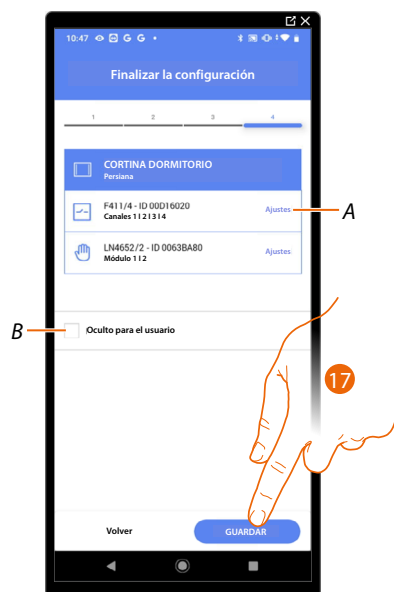 10:47 G G
Finalizar la configuración
1 2 3 4
CORTINA DORMITORIO
Persiana
F411/4 - ID 00D16020
Canales 1 I 2 I 3 I 4
Ajustes
A
LN4652/2 - ID 0063BA80
Módulo 1 I 2
Ajustes
B
Oculto para el usuario
17
Volver
GUARDAR